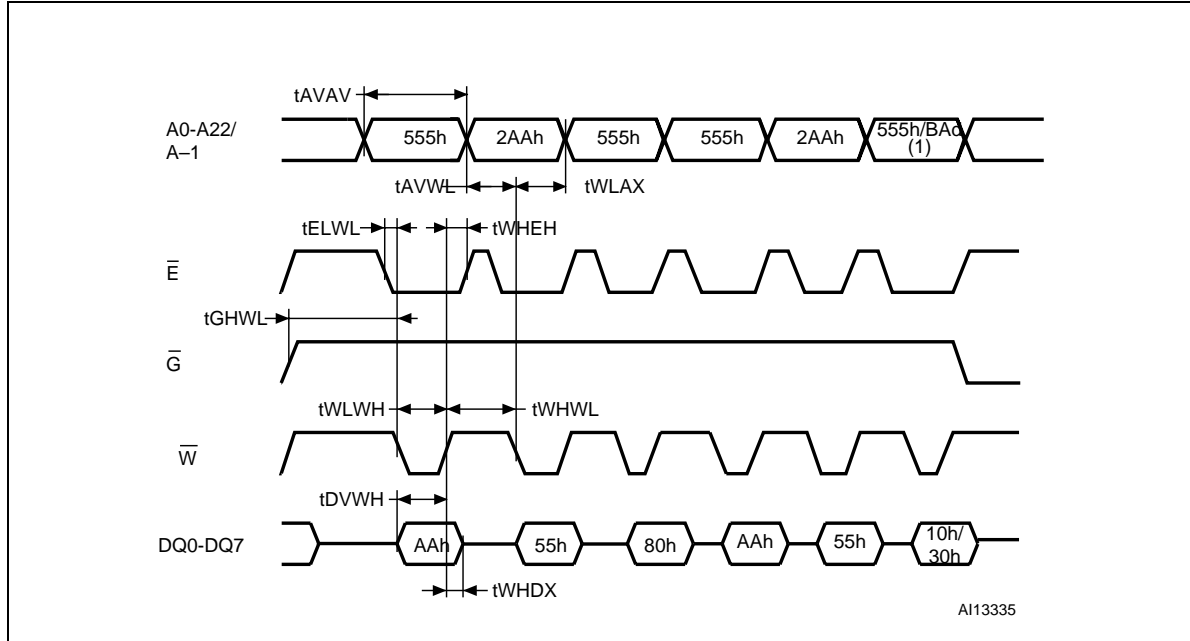 tAVAV
A0-A22/
A–1
555h 2AAh 555h 555h 2AAh 555h/BAd
(1)
tAVWL tWLAX
tELWL tWHEH
E
tGHWL
G
tWLWH tWHWL
W
tDVWH
DQ0-DQ7 AAh 55h 80h AAh 55h 10h/
30h
tWHDX
AI13335